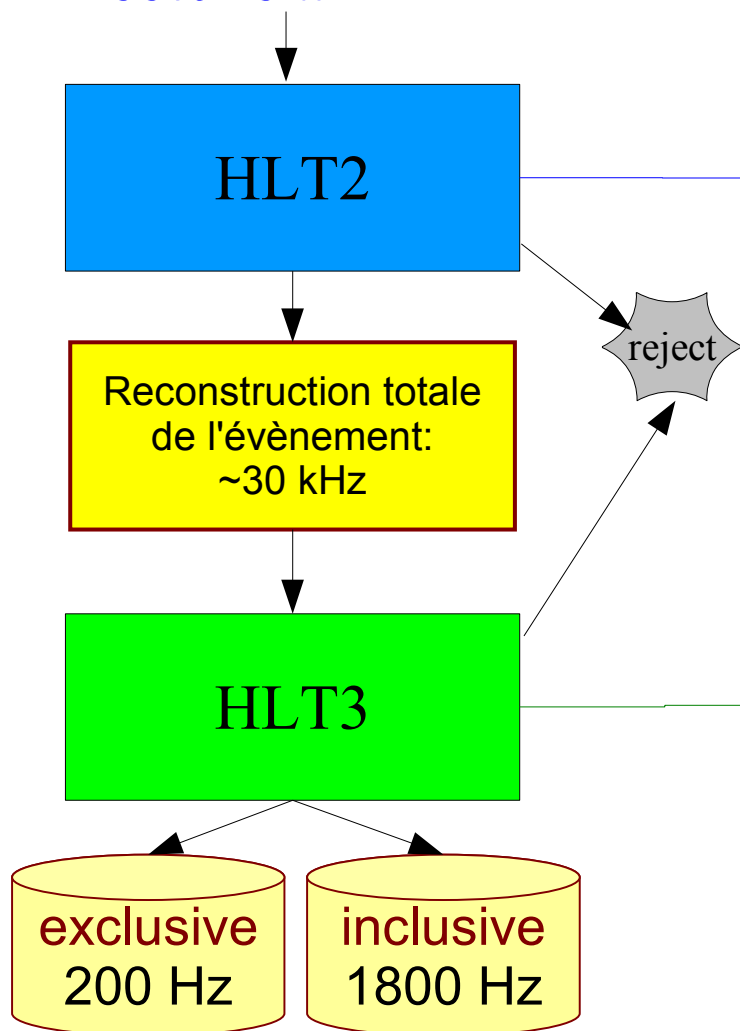 HLT2
reject
Reconstruction totale
de l'évènement:
~30 kHz
HLT3
exclusive
200 Hz
inclusive
1800 Hz